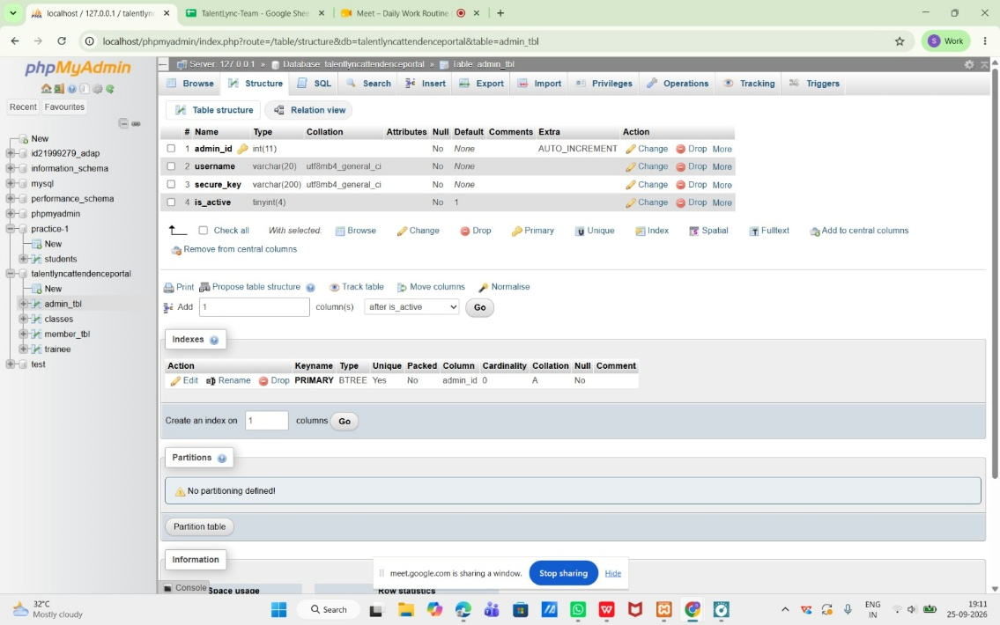 localhost / 127.0.0.1 / talentlync
TalentLync-Team - Google Shee
Meet – Daily Work Routine
localhost/phpmyadmin/index.php?route=/table/structure&db=talentlyncattendenceportal&table=admin_tbl
S Work
phpMyAdmin
Recent Favourites
New
id21999279_adap
information_schema
mysql
performance_schema
phpmyadmin
practice-1
New
students
talentlyncattendenceportal
New
admin_tbl
classes
member_tbl
trainee
test
Server: 127.0.0.1 » Database: talentlyncattendenceportal » Table: admin_tbl
Browse Structure SQL Search Insert Export Import Privileges Operations Tracking Triggers
Table structure Relation view
# Name Type Collation Attributes Null Default Comments Extra Action
1 admin_id int(11) No None AUTO_INCREMENT Change Drop More
2 username varchar(20) utf8mb4_general_ci No None Change Drop More
3 secure_key varchar(200) utf8mb4_general_ci No None Change Drop More
4 is_active tinyint(4) No 1 Change Drop More
Check all With selected: Browse Change Drop Primary Unique Index Spatial Fulltext Add to central columns
Remove from central columns
Print Propose table structure Track table Move columns Normalise
Add 1 column(s) after is_active Go
Indexes
Action Keyname Type Unique Packed Column Cardinality Collation Null Comment
Edit Rename Drop PRIMARY BTREE Yes No admin_id 0 A No
Create an index on 1 columns Go
Partitions
No partitioning defined!
Partition table
Information
meet.google.com is sharing a window. Stop sharing Hide
Console Space usage Row statistics
32°C
Mostly cloudy
Search
ENG
IN
19:11
25-09-2026